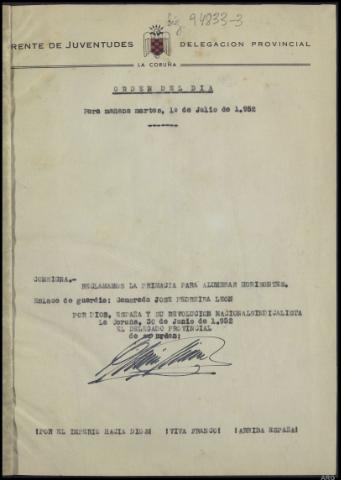 94833-3
RENTE DE JUVENTUDES DELEGACION PROVINCIAL
LA CORUÑA
ORDEN DEL DIA
Para mañana martes, 1º de Julio de 1,952
CONSIGNA.-
RECLAMAMOS LA PRIMACIA PARA ALUMBRAR HORIZONTES.
Enlace de guardia: Camarada JOSE PEDREIRA LEON
POR DIOS, ESPAÑA Y SU REVOLUCION NACIONALSINDICALISTA
La Coruña, 30 de Junio de 1,952
EL DELEGADO PROVINCIAL
de orden:
¡POR EL IMPERIO HACIA DIOS! ¡VIVA FRANCO! ¡ARRIBA ESPAÑA!